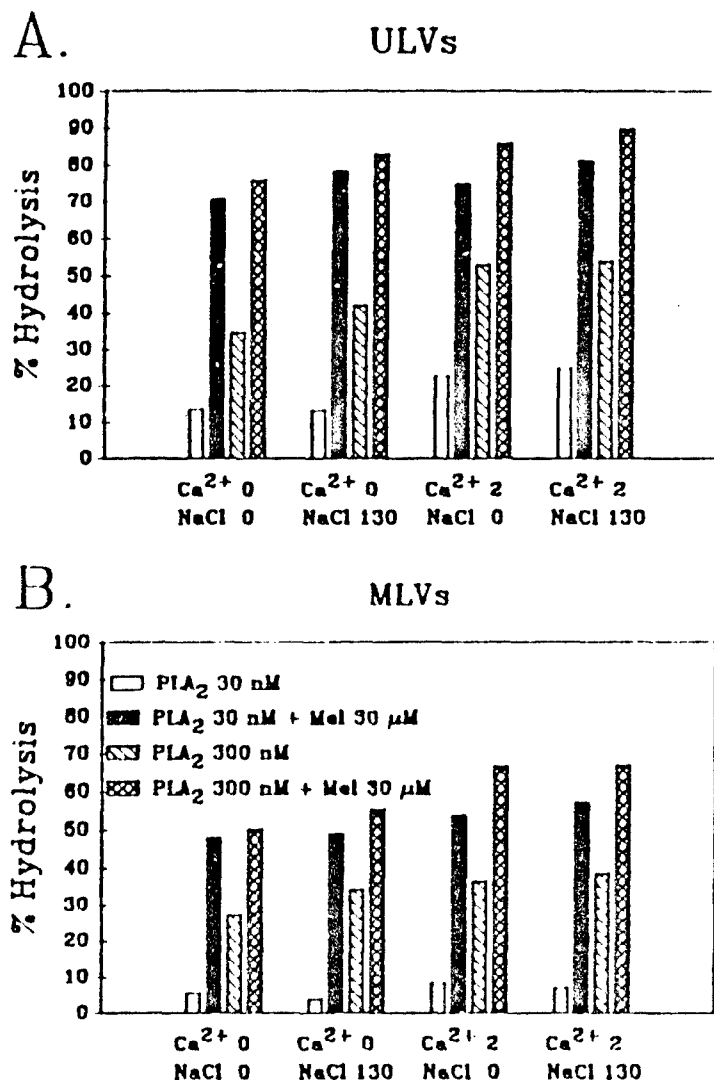 A. ULVs
100
90
80
70
60
50
40
30
20
10
0
% Hydrolysis
Ca²⁺ 0 Ca²⁺ 0 Ca²⁺ 2 Ca²⁺ 2
NaCl 0 NaCl 130 NaCl 0 NaCl 130
B. MLVs
100
90
80
70
60
50
40
30
20
10
0
% Hydrolysis
PLA₂ 30 nM
PLA₂ 30 nM + Mel 30 μM
PLA₂ 300 nM
PLA₂ 300 nM + Mel 30 μM
Ca²⁺ 0 Ca²⁺ 0 Ca²⁺ 2 Ca²⁺ 2
NaCl 0 NaCl 130 NaCl 0 NaCl 130